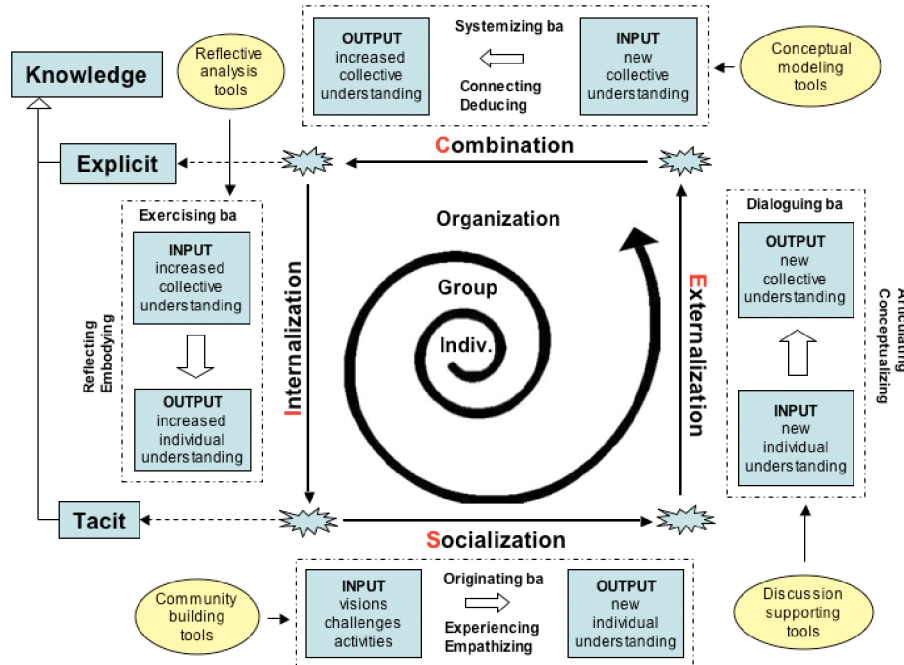 Knowledge
Explicit
Tacit
Reflective
analysis
tools
OUTPUT
increased
collective
understanding
Systemizing ba
Connecting
Deducing
INPUT
new
collective
understanding
Conceptual
modeling
tools
Combination
Exercising ba
INPUT
increased
collective
understanding
Reflecting
Embodying
OUTPUT
increased
individual
understanding
Internalization
Organization
Group
Indiv.
Externalization
Dialoguing ba
OUTPUT
new
collective
understanding
Articulating
Conceptualizing
INPUT
new
individual
understanding
Socialization
Community
building
tools
INPUT
visions
challenges
activities
Originating ba
Experiencing
Empathizing
OUTPUT
new
individual
understanding
Discussion
supporting
tools